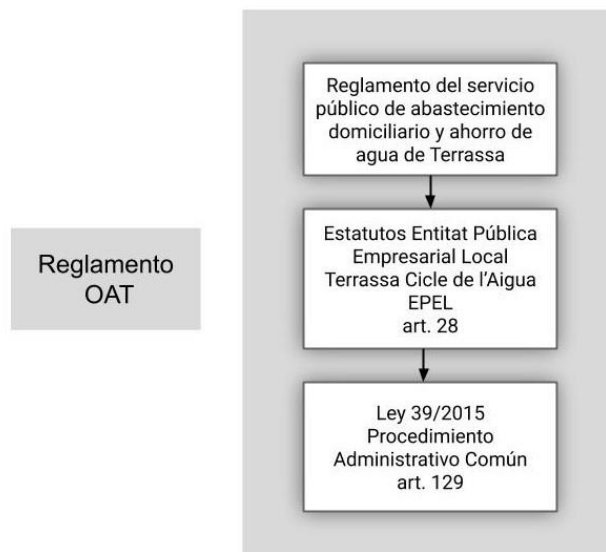 Reglamento
OAT
Reglamento del servicio
público de abastecimiento
domiciliario y ahorro de
agua de Terrassa
Estatutos Entitat Pública
Empresarial Local
Terrassa Cicle de l’Aigua
EPEL
art. 28
Ley 39/2015
Procedimiento
Administrativo Común
art. 129